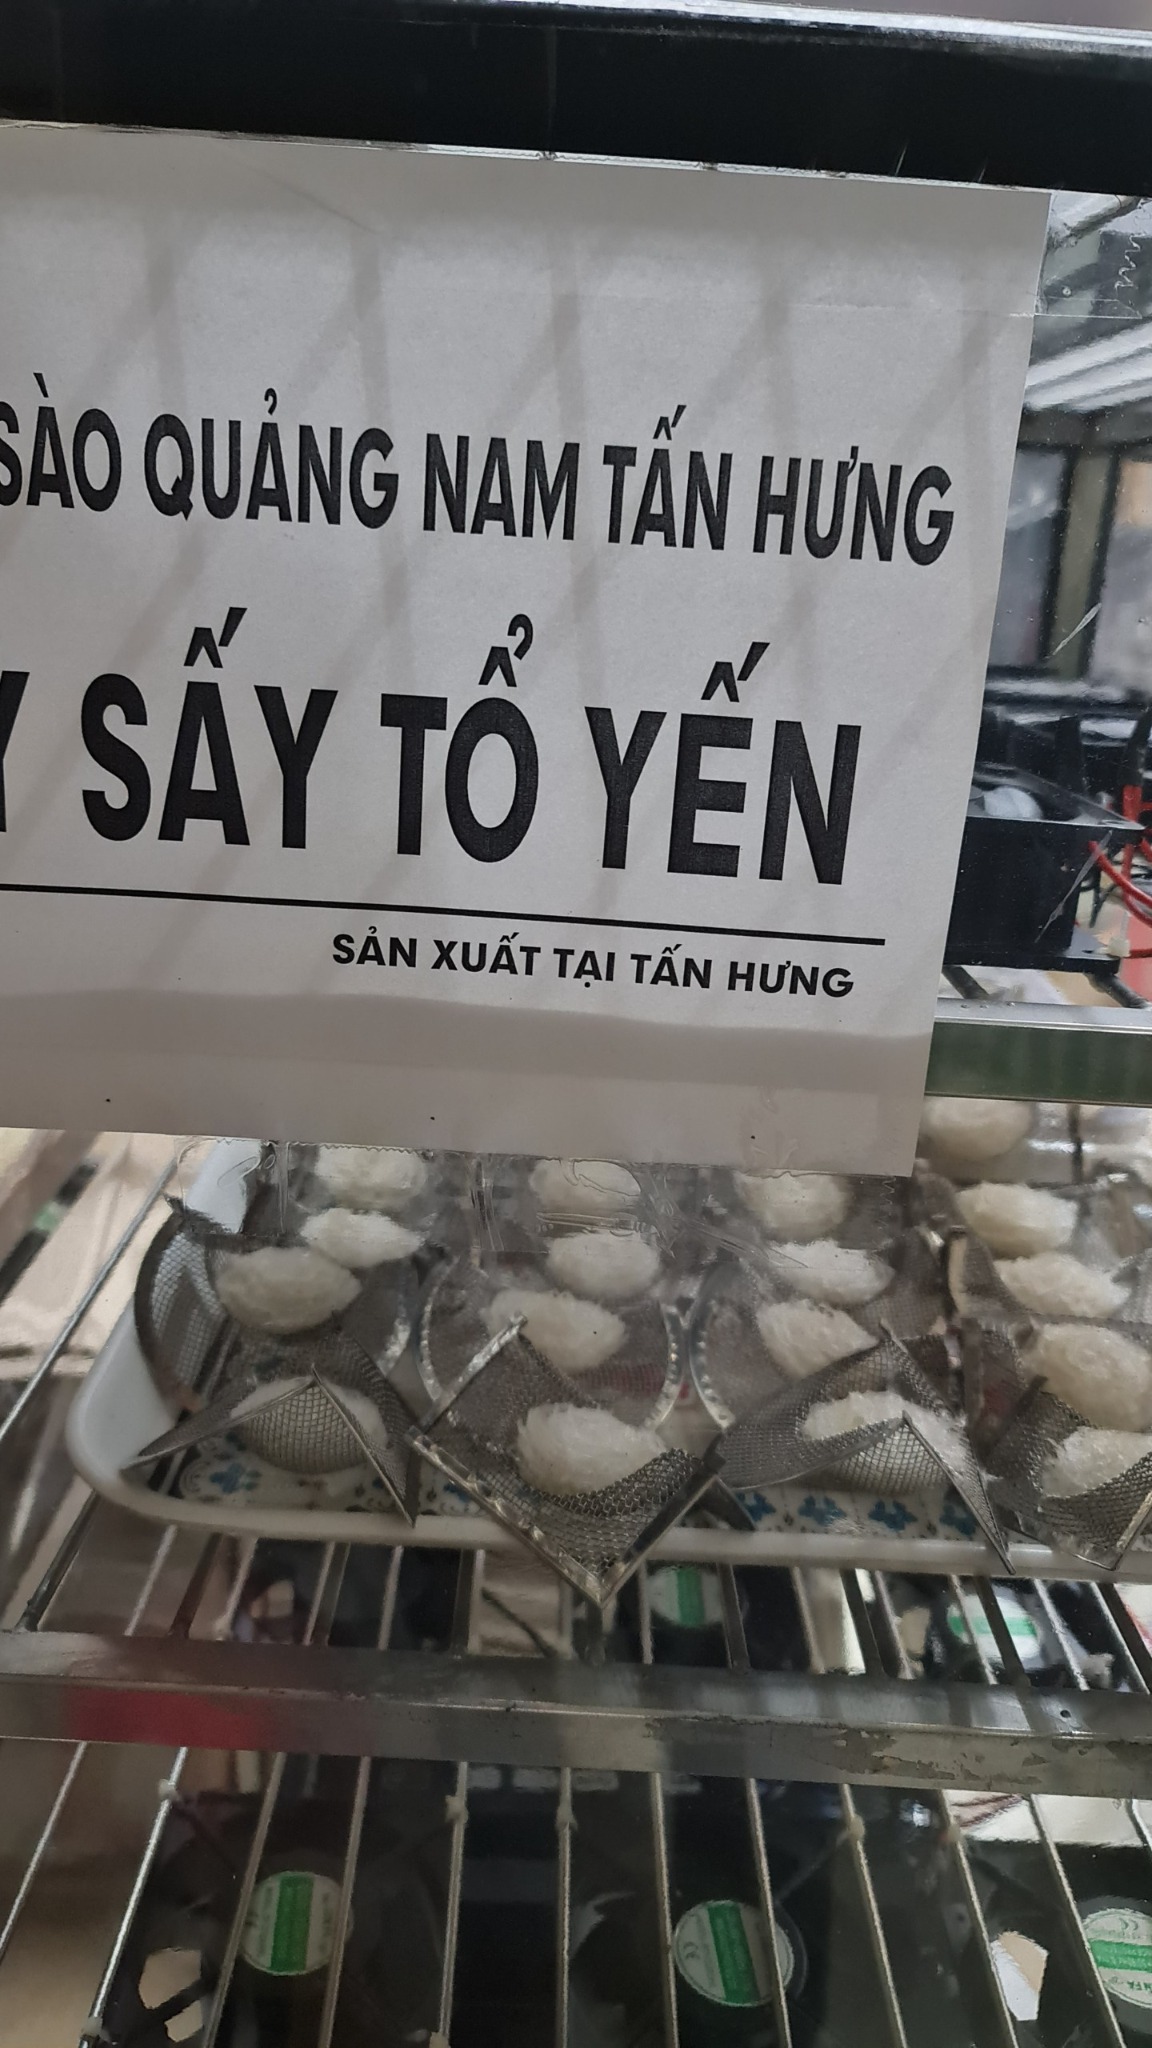 SÀO QUẢNG NAM TẤN HƯNG
Y SẤY TỔ YẾN
SẢN XUẤT TẠI TẤN HƯNG